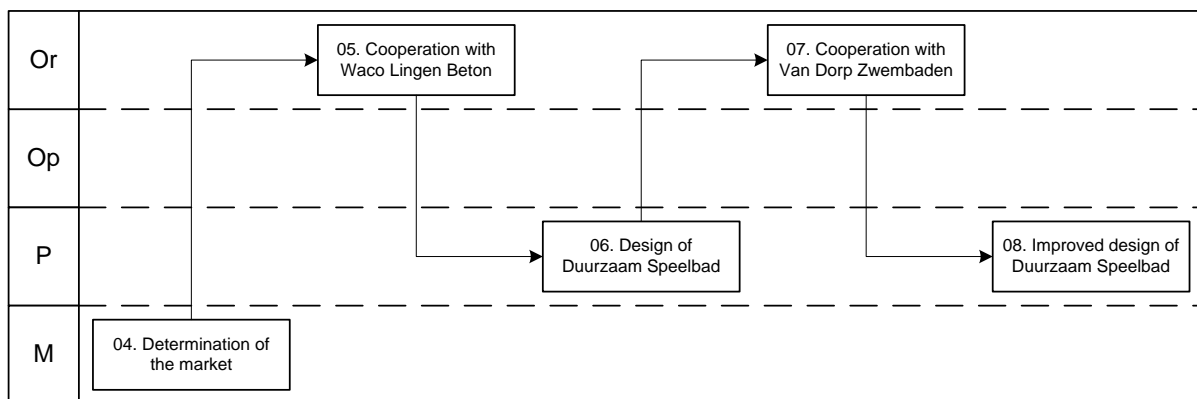 Or
05. Cooperation with
Waco Lingen Beton
07. Cooperation with
Van Dorp Zwembaden
Op
P
06. Design of
Duurzaam Speelbad
08. Improved design of
Duurzaam Speelbad
M
04. Determination of
the market